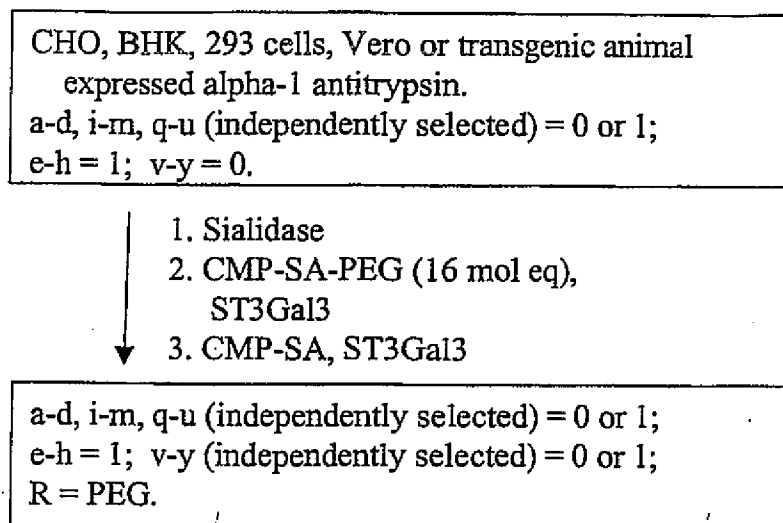 CHO, BHK, 293 cells, Vero or transgenic animal
expressed alpha-1 antitrypsin.
a-d, i-m, q-u (independently selected) = 0 or 1;
e-h = 1; v-y = 0.
1. Sialidase
2. CMP-SA-PEG (16 mol eq),
ST3Gal3
3. CMP-SA, ST3Gal3
a-d, i-m, q-u (independently selected) = 0 or 1;
e-h = 1; v-y (independently selected) = 0 or 1;
R = PEG.